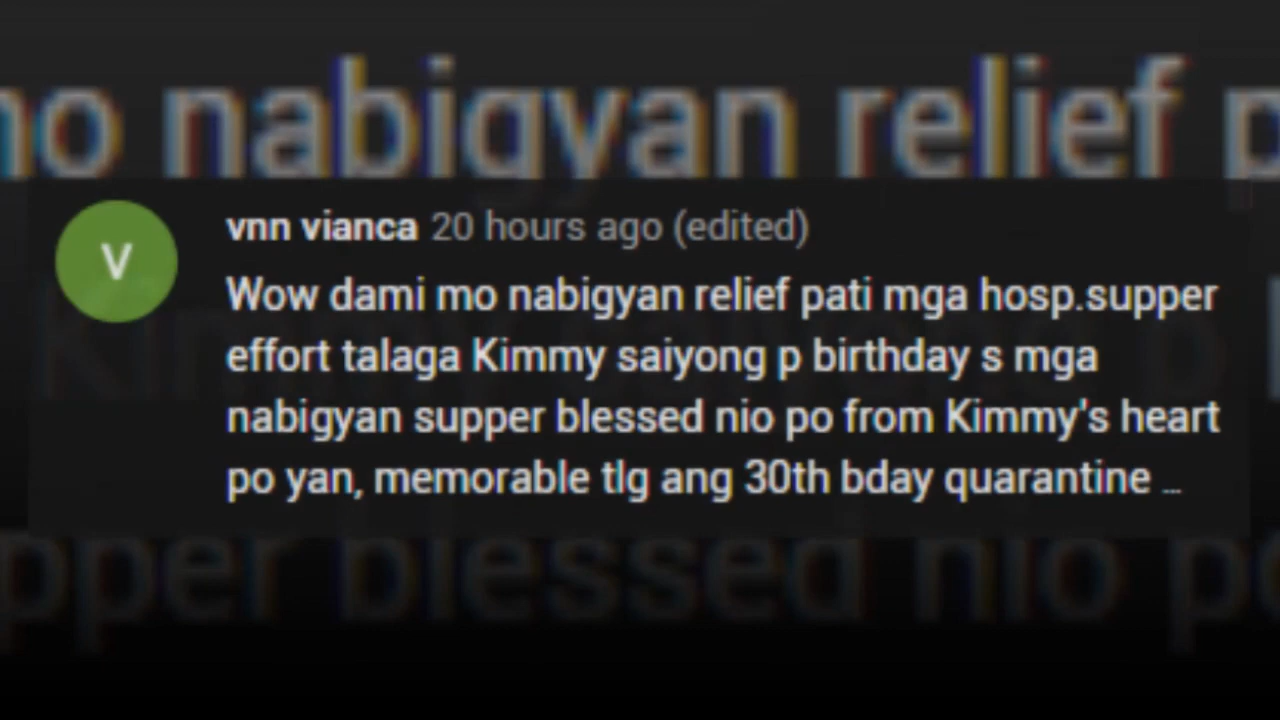 mo nabigyan relief p
V
vnn vianca 20 hours ago (edited)
Wow dami mo nabigyan relief pati mga hosp.supper
effort talaga Kimmy saiyong p birthday s mga
nabigyan supper blessed nio po from Kimmy's heart
po yan, memorable tlg ang 30th bday quarantine ...
pper blessed nio po